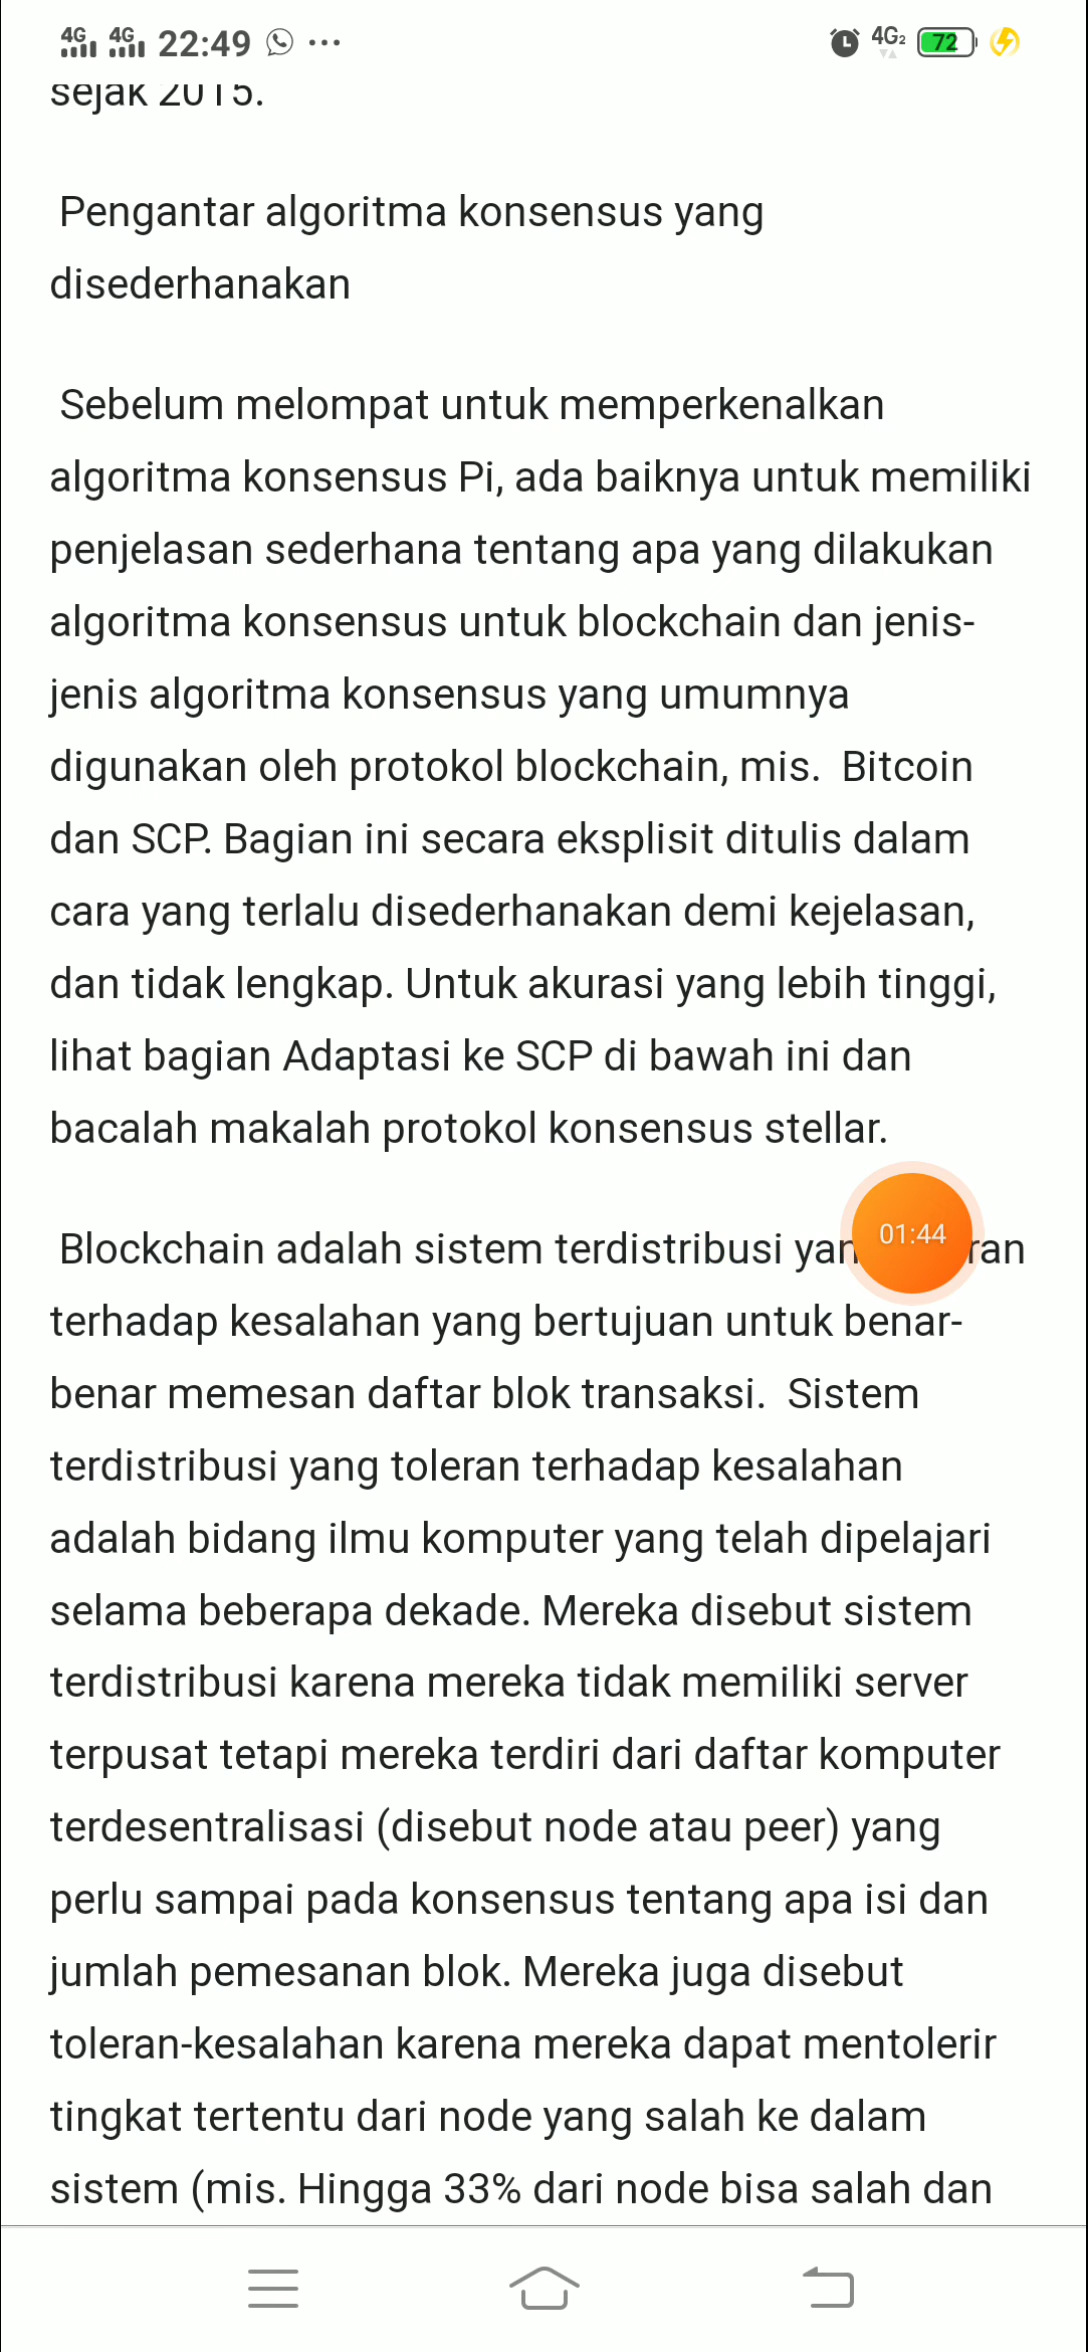 4G 4G 22:49 ...
4G2 72
sejak 2015.
Pengantar algoritma konsensus yang
disederhanakan
Sebelum melompat untuk memperkenalkan
algoritma konsensus Pi, ada baiknya untuk memiliki
penjelasan sederhana tentang apa yang dilakukan
algoritma konsensus untuk blockchain dan jenis-
jenis algoritma konsensus yang umumnya
digunakan oleh protokol blockchain, mis. Bitcoin
dan SCP. Bagian ini secara eksplisit ditulis dalam
cara yang terlalu disederhanakan demi kejelasan,
dan tidak lengkap. Untuk akurasi yang lebih tinggi,
lihat bagian Adaptasi ke SCP di bawah ini dan
bacalah makalah protokol konsensus stellar.
Blockchain adalah sistem terdistribusi
01:44
terhadap kesalahan yang bertujuan untuk benar-
benar memesan daftar blok transaksi. Sistem
terdistribusi yang toleran terhadap kesalahan
adalah bidang ilmu komputer yang telah dipelajari
selama beberapa dekade. Mereka disebut sistem
terdistribusi karena mereka tidak memiliki server
terpusat tetapi mereka terdiri dari daftar komputer
terdesentralisasi (disebut node atau peer) yang
perlu sampai pada konsensus tentang apa isi dan
jumlah pemesanan blok. Mereka juga disebut
toleran-kesalahan karena mereka dapat mentolerir
tingkat tertentu dari node yang salah ke dalam
sistem (mis. Hingga 33% dari node bisa salah dan